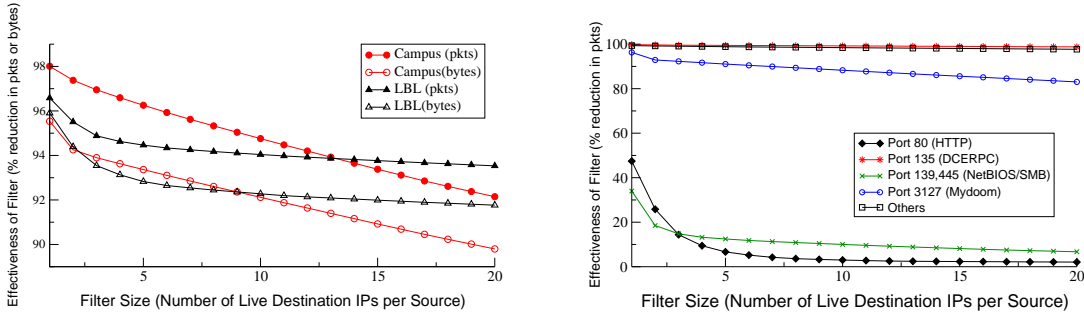 Effectiveness of Filter (% reduction in pkts or bytes)
98
96
94
92
90
5
10
15
20
Filter Size (Number of Live Destination IPs per Source)
Campus (pkts)
Campus(bytes)
LBL (pkts)
LBL(bytes)
Effectiveness of Filter (% reduction in pkts)
100
80
60
40
20
0
5
10
15
20
Filter Size (Number of Live Destination IPs per Source)
Port 80 (HTTP)
Port 135 (DCERPC)
Port 139,445 (NetBIOS/SMB)
Port 3127 (Mydoom)
Others